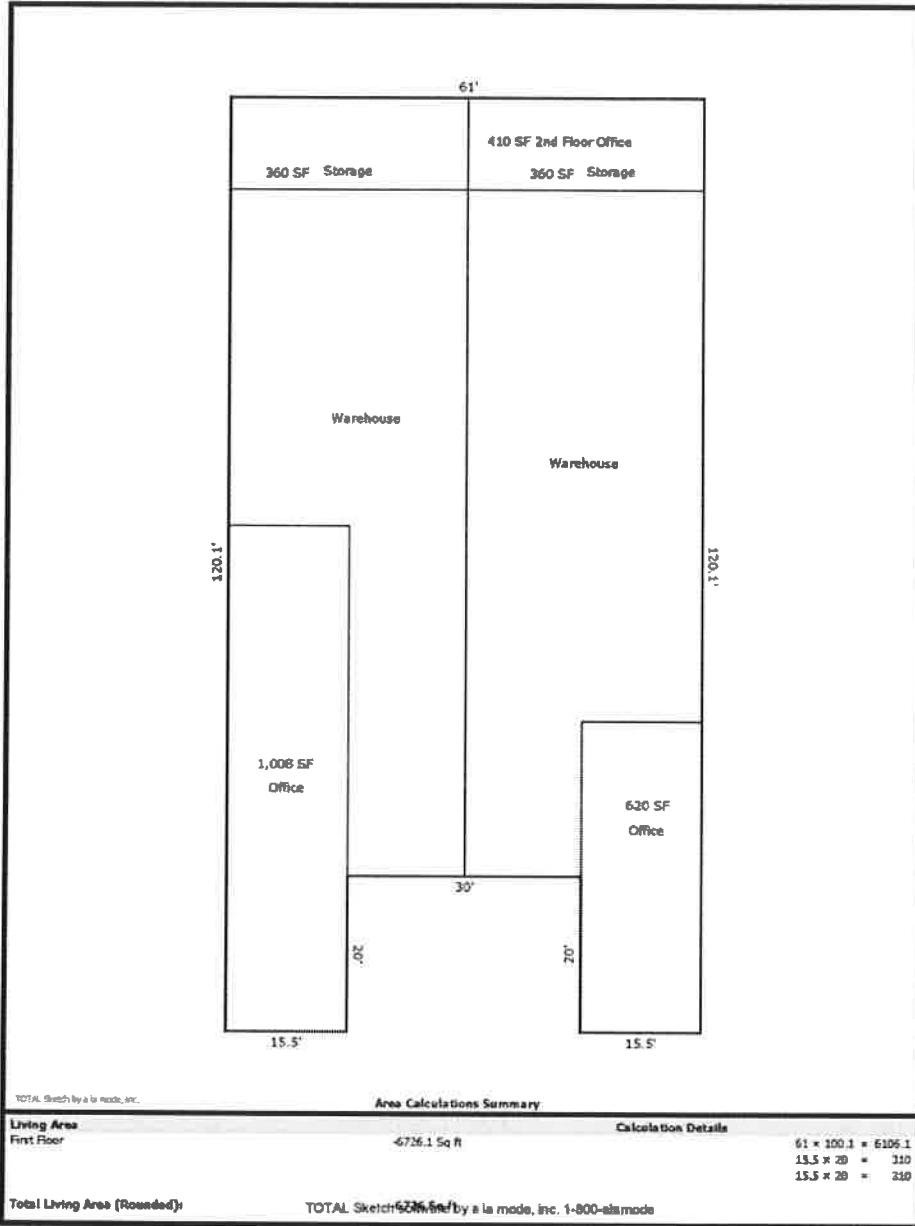 61'
410 SF 2nd Floor Office
360 SF Storage
360 SF Storage
Warehouse
Warehouse
120.1'
120.1'
1,008 SF
Office
620 SF
Office
30'
20'
20'
15.5'
15.5'
TOTAL Sketch by a la mode, inc.
Area Calculations Summary
Living Area
Calculation Details
First Floor
6726.1 Sq ft
61 × 100.1 = 6106.1
15.5 × 20 = 310
15.5 × 20 = 310
Total Living Area (Rounded):
6726 Sq ft
TOTAL Sketch software by a la mode, inc. 1-800-alamode